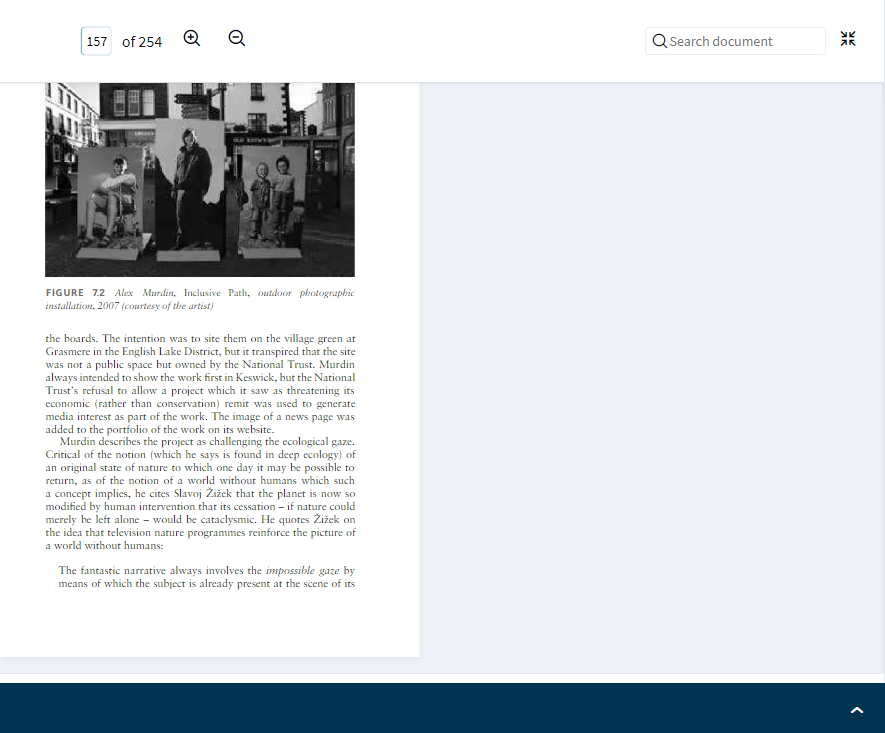 157 of 254 Search document
FIGURE 7.2 Alex Murdin, Inclusive Path, outdoor photographic
installation, 2007 (courtesy of the artist)
the boards. The intention was to site them on the village green at
Grasmere in the English Lake District, but it transpired that the site
was not a public space but owned by the National Trust. Murdin
always intended to show the work first in Keswick, but the National
Trust's refusal to allow a project which it saw as threatening its
economic (rather than conservation) remit was used to generate
media interest as part of the work. The image of a news page was
added to the portfolio of the work on its website.
Murdin describes the project as challenging the ecological gaze.
Critical of the notion (which he says is found in deep ecology) of
an original state of nature to which one day it may be possible to
return, as of the notion of a world without humans which such
a concept implies, he cites Slavoj Žižek that the planet is now so
modified by human intervention that its cessation – if nature could
merely be left alone – would be cataclysmic. He quotes Žižek on
the idea that television nature programmes reinforce the picture of
a world without humans:
The fantastic narrative always involves the impossible gaze by
means of which the subject is already present at the scene of its